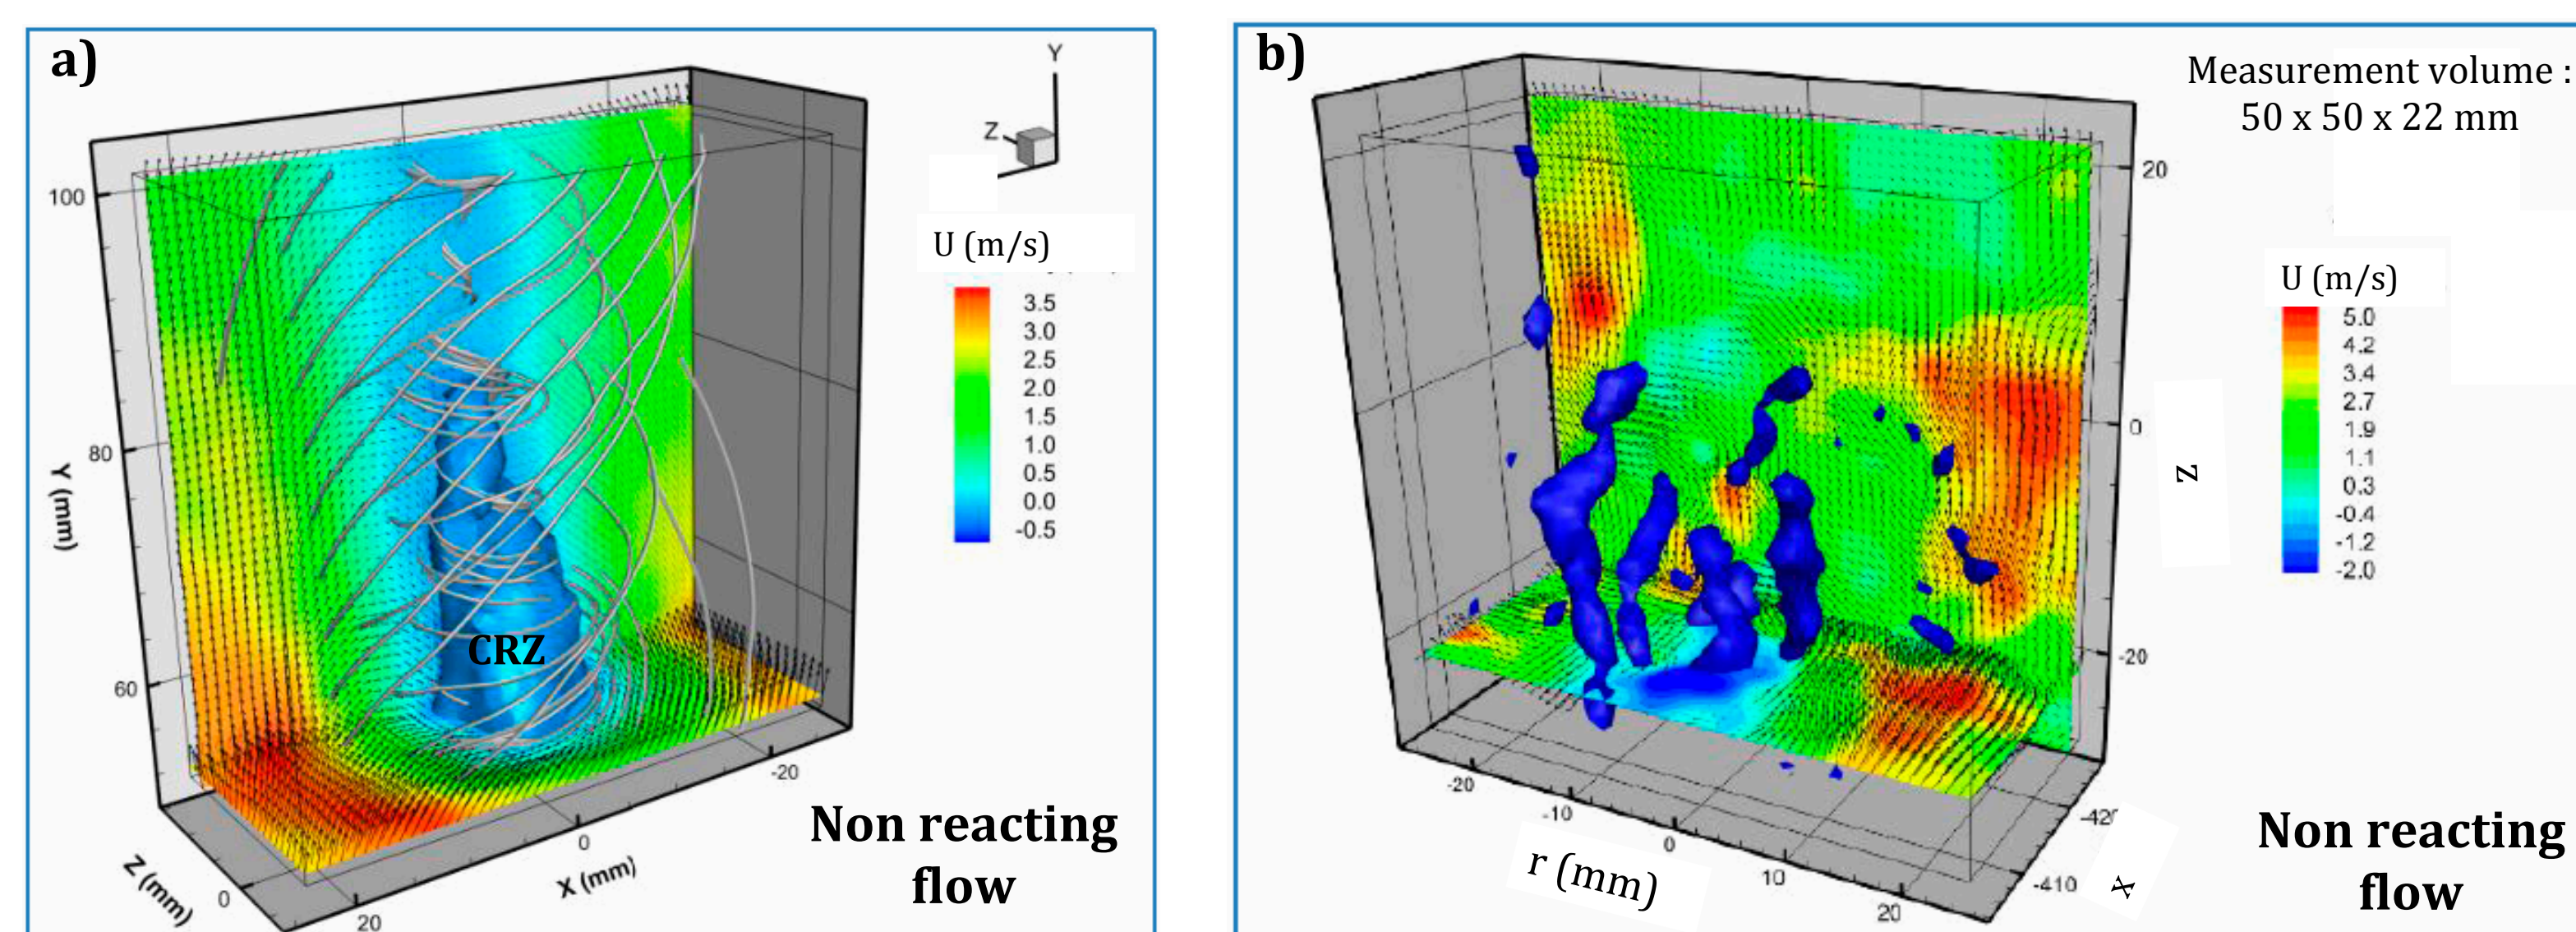 a)
Y
Z
U (m/s)
3.5
3.0
2.5
2.0
1.5
1.0
0.5
0.0
-0.5
100
80
60
Y (mm)
CRZ
-20
0
20
X (mm)
0
Z (mm)
Non reacting
flow
b)
Measurement volume :
50 x 50 x 22 mm
U (m/s)
5.0
4.2
3.4
2.7
1.9
1.1
0.3
-0.4
-1.2
-2.0
20
0
-20
z
-20
-10
0
10
20
r (mm)
-410
x
Non reacting
flow